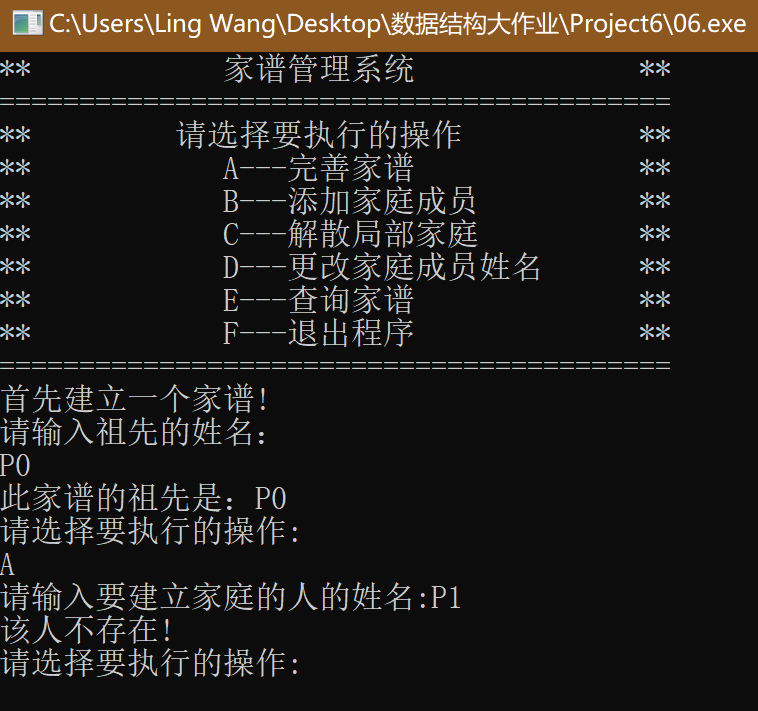 C:\Users\Ling Wang\Desktop\数据结构大作业\Project6\06.exe
** 家谱管理系统 **
==========================================
** 请选择要执行的操作 **
** A---完善家谱 **
** B---添加家庭成员 **
** C---解散局部家庭 **
** D---更改家庭成员姓名 **
** E---查询家谱 **
** F---退出程序 **
==========================================
首先建立一个家谱!
请输入祖先的姓名:
P0
此家谱的祖先是：P0
请选择要执行的操作:
A
请输入要建立家庭的人的姓名:P1
该人不存在!
请选择要执行的操作: